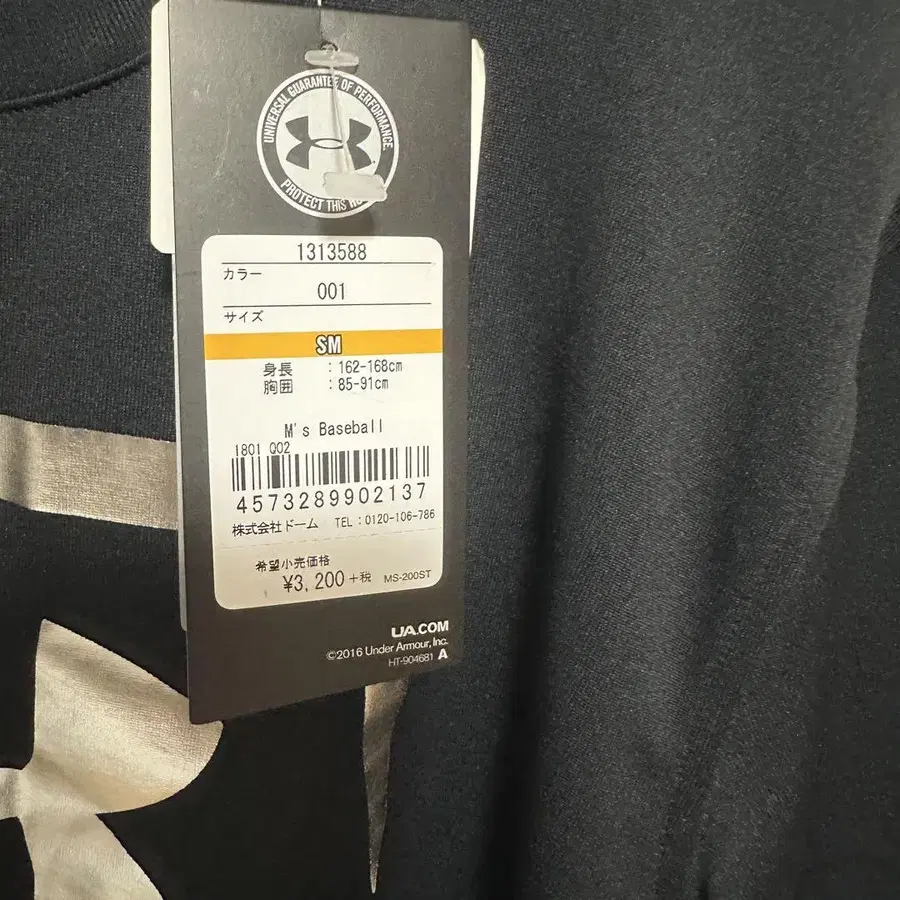 UNIVERSAL GUARANTEE OF PERFORMANCE.
PROTECT THIS
1313588
カラー
001
サイズ
SM
身長 : 162-168cm
胸囲 : 85-91cm
M's Baseball
1801 Q02
4573289902137
株式会社ドーム TEL:0120-106-786
希望小売価格
¥3,200+税 MS-200ST
UA.COM
©2016 Under Armour, Inc.
HT-904681 A